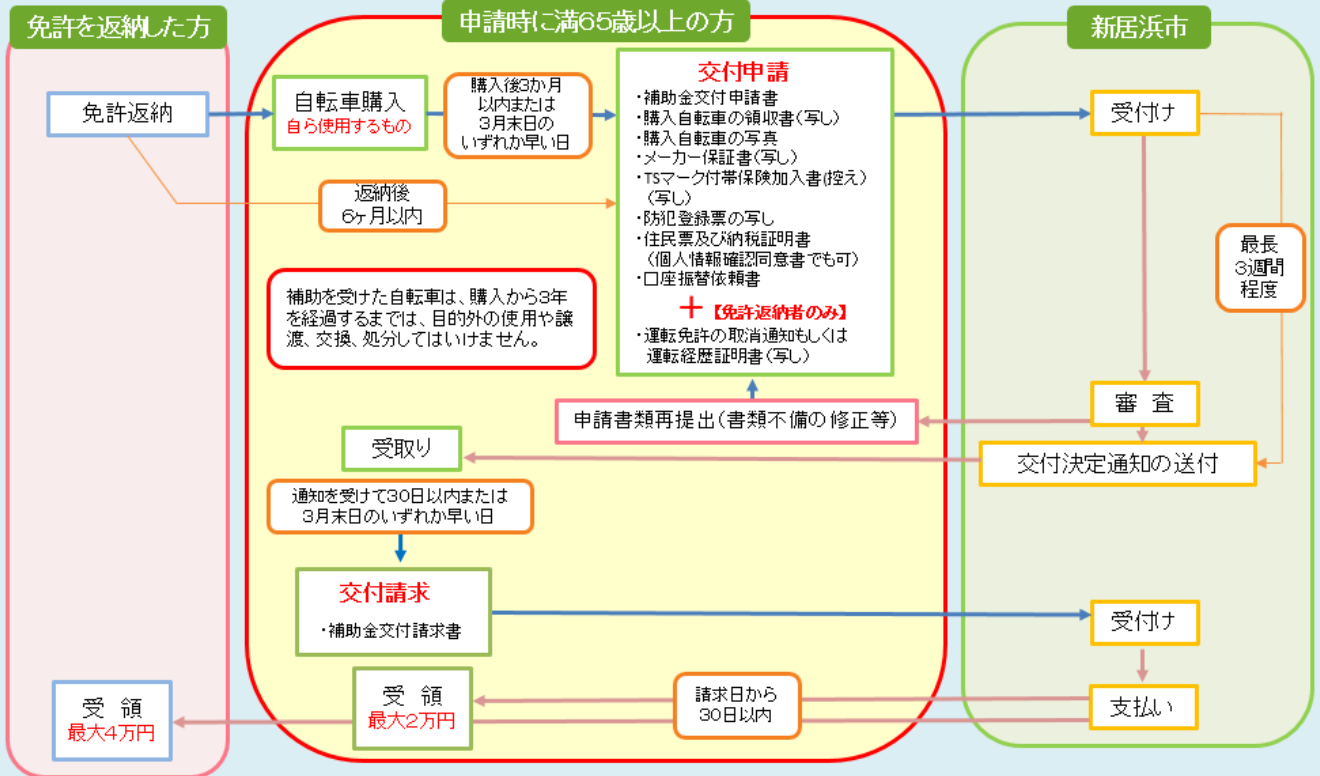 免許を返納した方
申請時に満65歳以上の方
新居浜市
免許返納
自転車購入
自ら使用するもの
購入後3か月
以内または
3月末日の
いずれか早い日
交付申請
・補助金交付申請書
・購入自転車の領収書(写し)
・購入自転車の写真
・メーカー保証書(写し)
・TSマーク付帯保険加入書(控え)
(写し)
・防犯登録票の写し
・住民票及び納税証明書
(個人情報確認同意書でも可)
・口座振替依頼書
+【免許返納者のみ】
・運転免許の取消通知もしくは
運転経歴証明書(写し)
受付け
返納後
6ヶ月以内
最長
3週間
程度
補助を受けた自転車は、購入から3年
を経過するまでは、目的外の使用や譲
渡、交換、処分してはいけません。
審 査
申請書類再提出(書類不備の修正等)
受取り
交付決定通知の送付
通知を受けて30日以内または
3月末日のいずれか早い日
交付請求
・補助金交付請求書
受付け
受 領
最大4万円
受 領
最大2万円
請求日から
30日以内
支払い